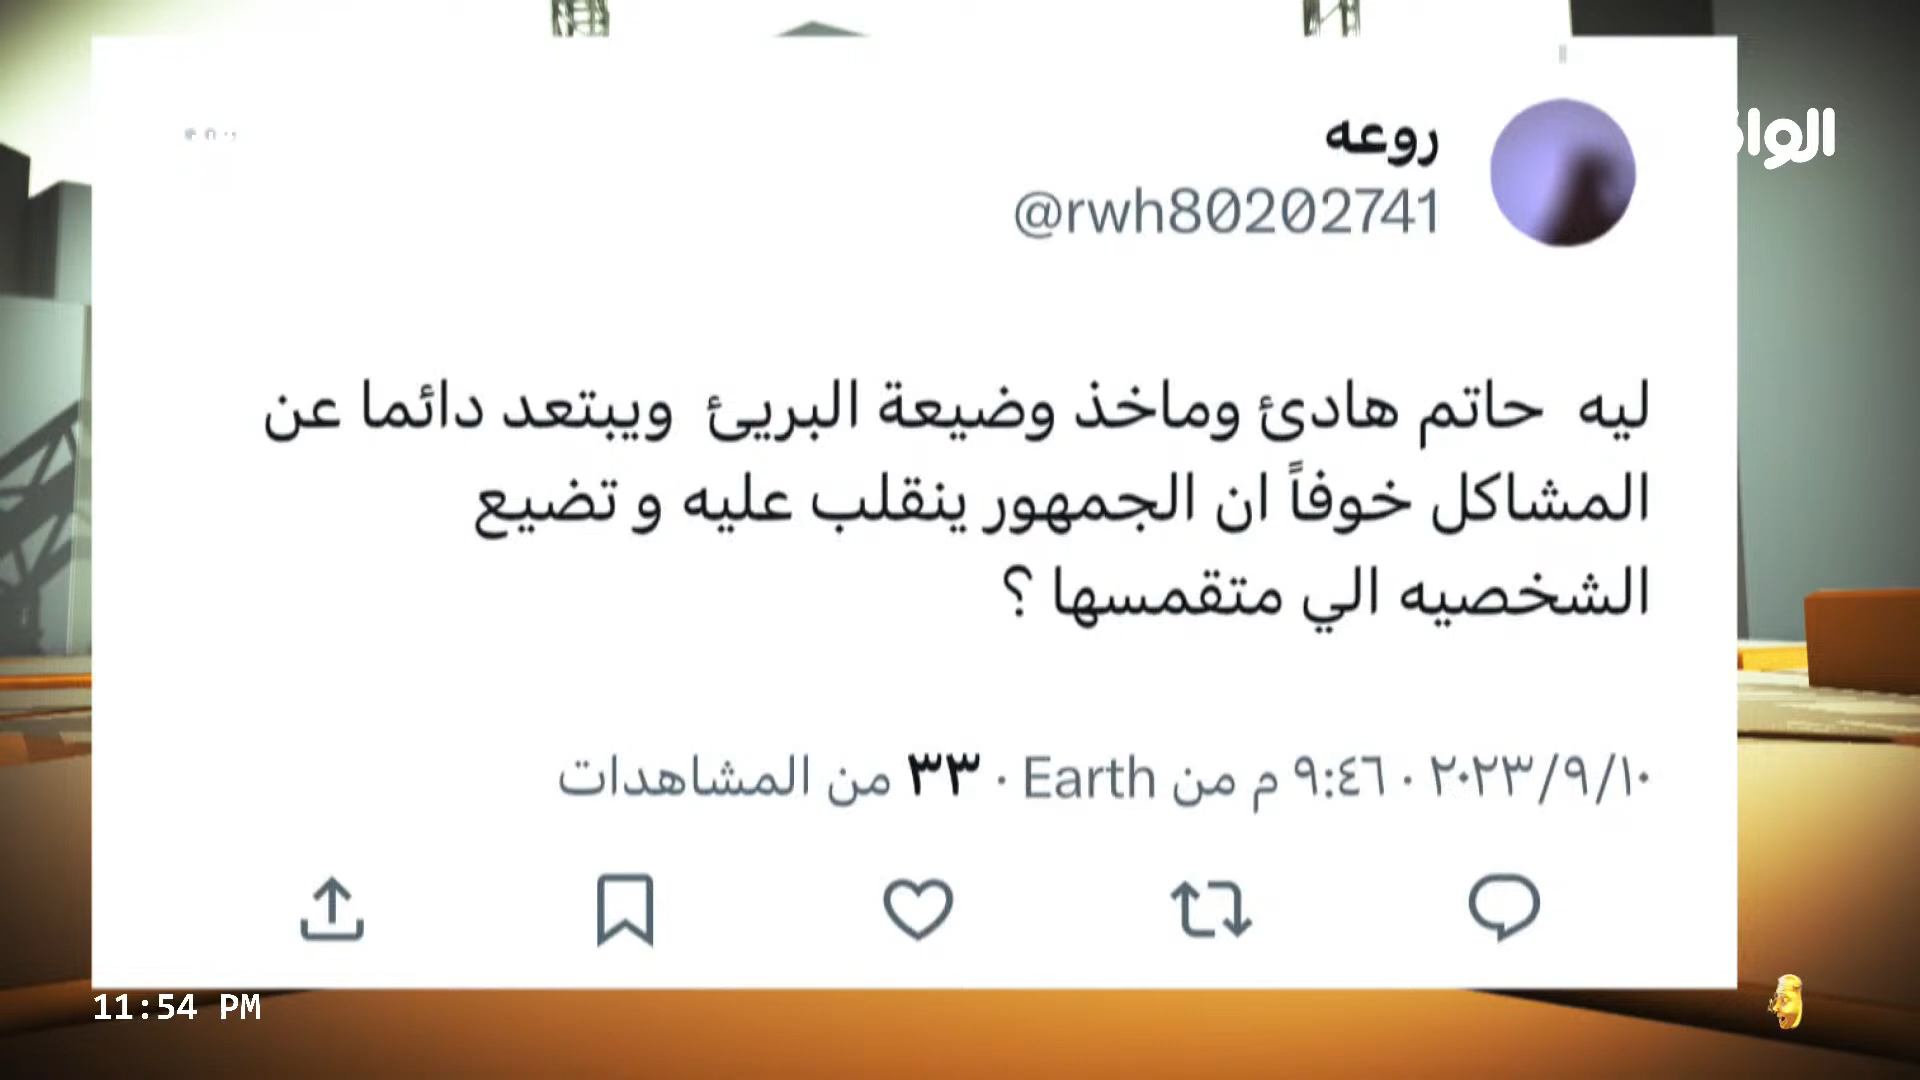 روعه
@rwh80202741
ليه حاتم هادئ وماخذ وضيعة البريئ ويبتعد دائما عن
المشاكل خوفاً ان الجمهور ينقلب عليه و تضيع
الشخصيه الي متقمسها ؟
٢٠٢٣/٩/١٠ · ٩:٤٦ م من Earth · ٣٣ من المشاهدات
11:54 PM